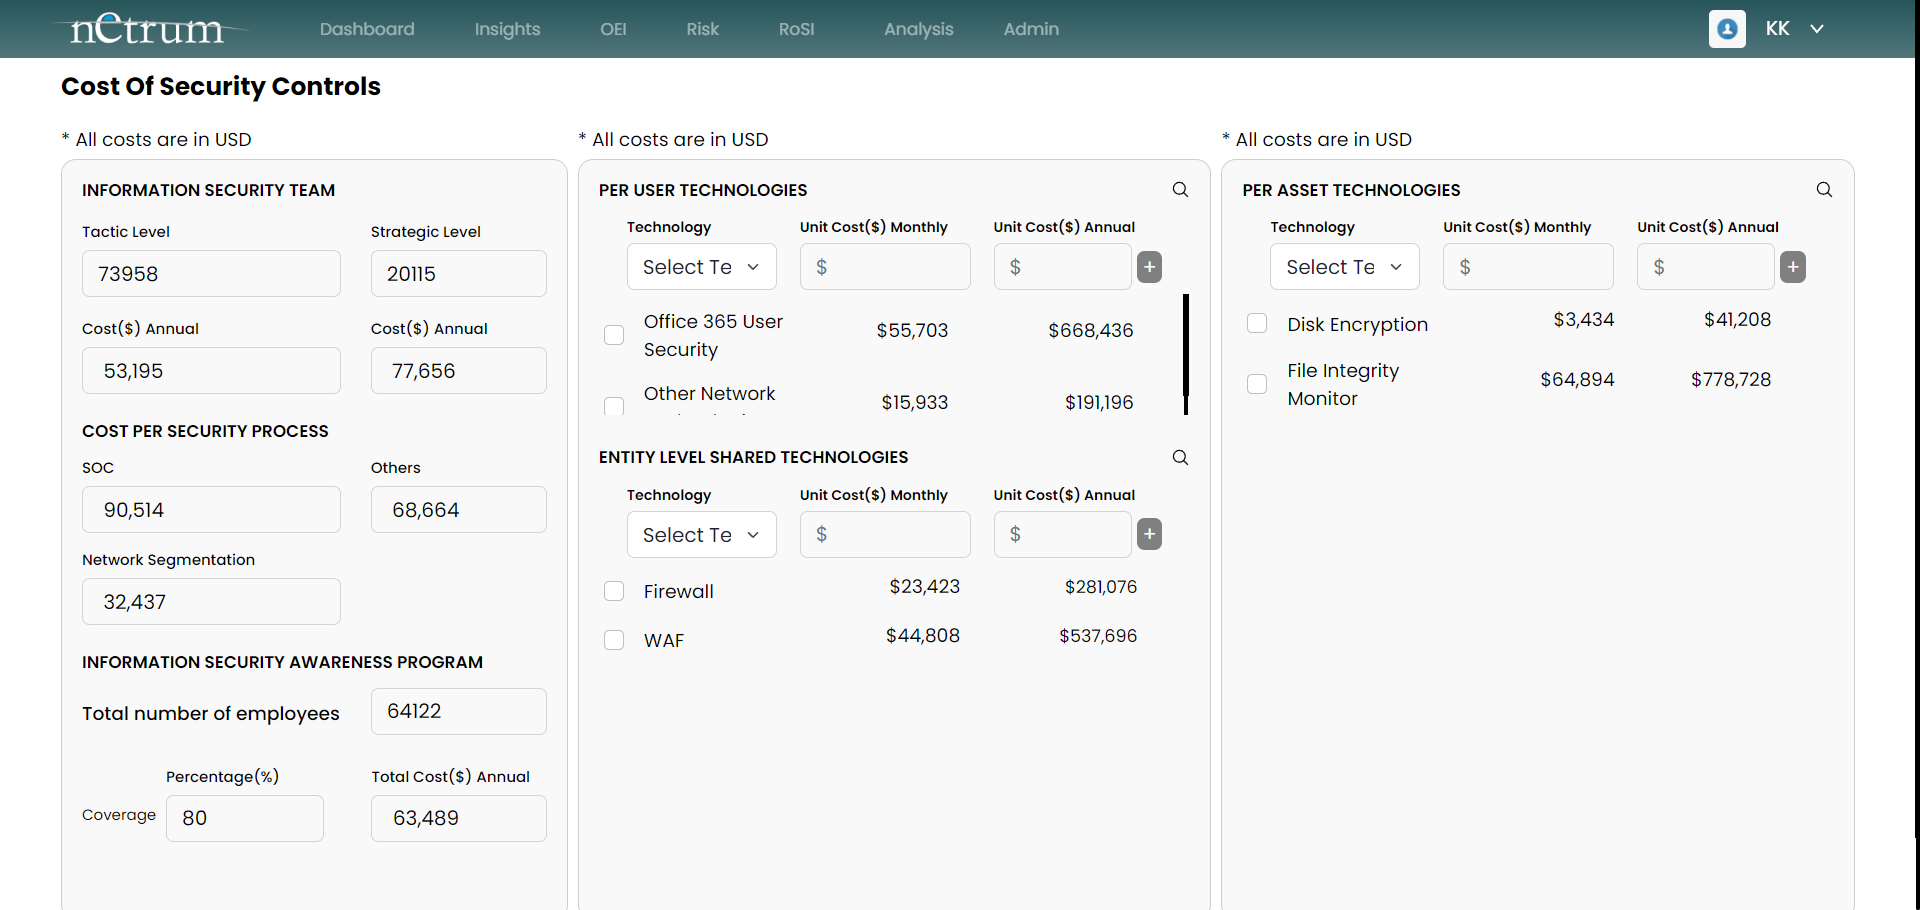 netrum
Dashboard Insights OEI Risk RoSI Analysis Admin
KK
Cost Of Security Controls
* All costs are in USD
INFORMATION SECURITY TEAM
Tactic Level Strategic Level
73958 20115
Cost($) Annual Cost($) Annual
53,195 77,656
COST PER SECURITY PROCESS
SOC Others
90,514 68,664
Network Segmentation
32,437
INFORMATION SECURITY AWARENESS PROGRAM
Total number of employees 64122
Percentage(%) Total Cost($) Annual
Coverage 80 63,489
* All costs are in USD
PER USER TECHNOLOGIES
Technology Unit Cost($) Monthly Unit Cost($) Annual
Select Te $ $ +
Office 365 User
Security
$55,703 $668,436
Other Network
$15,933 $191,196
ENTITY LEVEL SHARED TECHNOLOGIES
Technology Unit Cost($) Monthly Unit Cost($) Annual
Select Te $ $ +
Firewall $23,423 $281,076
WAF $44,808 $537,696
* All costs are in USD
PER ASSET TECHNOLOGIES
Technology Unit Cost($) Monthly Unit Cost($) Annual
Select Te $ $ +
Disk Encryption $3,434 $41,208
File Integrity
Monitor
$64,894 $778,728